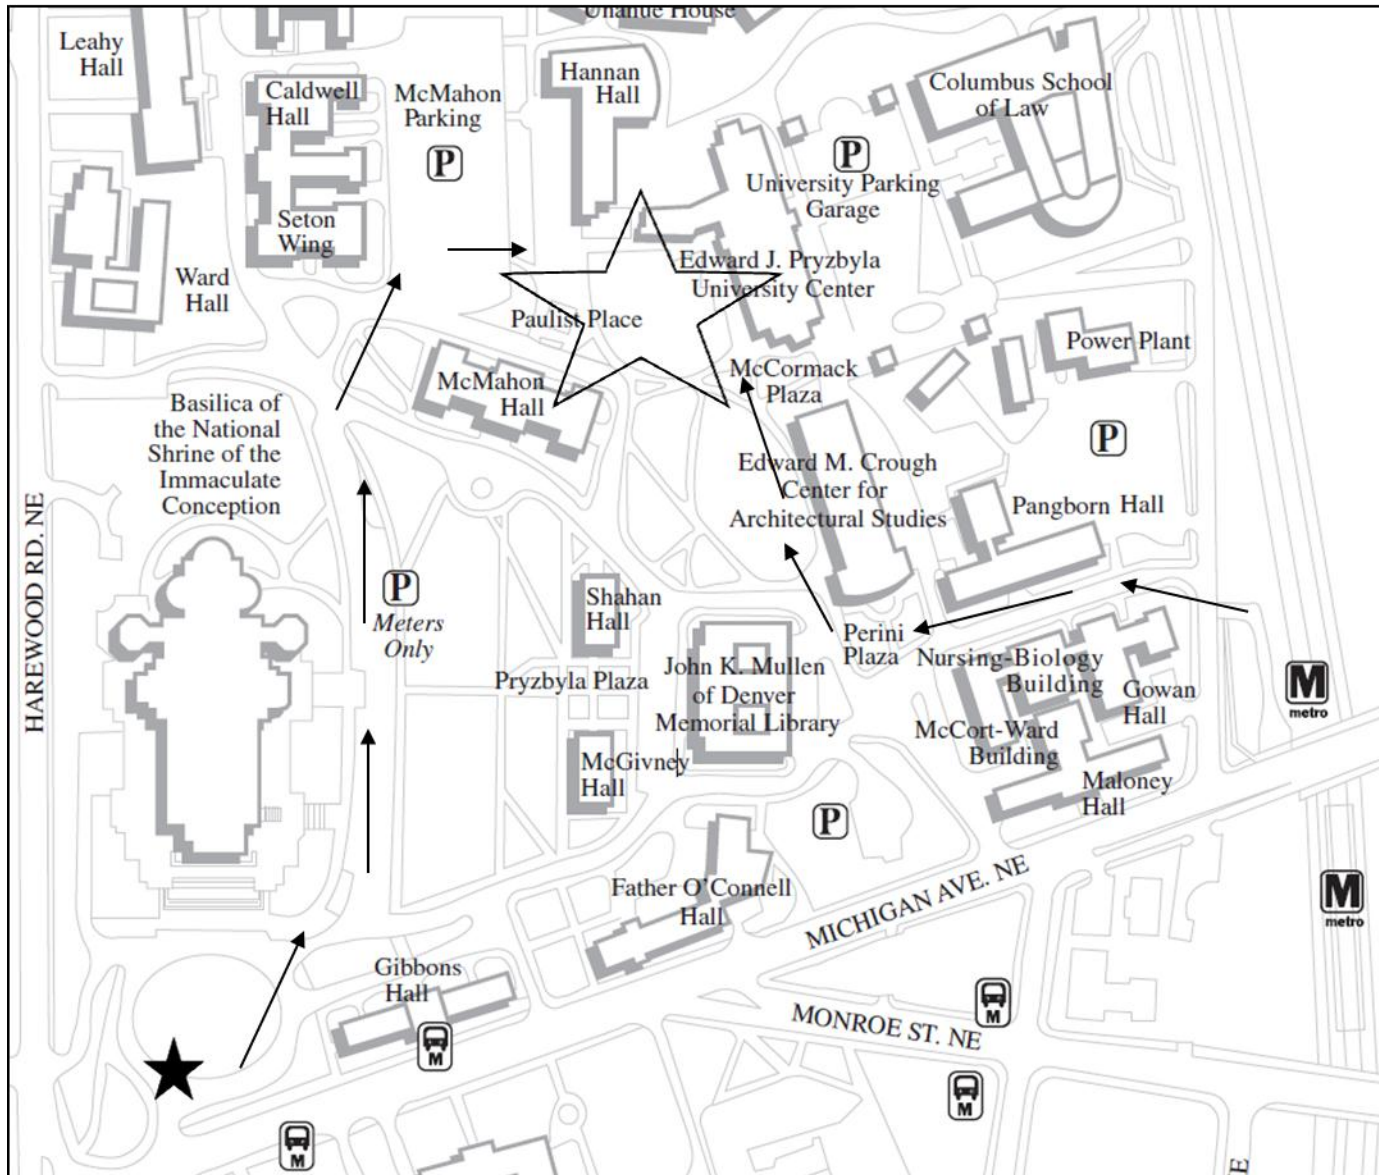 Unanue House
Leahy
Hall
Caldwell
Hall
McMahon
Parking
P
Hannan
Hall
Columbus School
of Law
P
University Parking
Garage
Seton
Wing
Ward
Hall
Edward J. Pryzbyla
University Center
Paulist Place
Power Plant
McMahon
Hall
McCormack
Plaza
Basilica of
the National
Shrine of the
Immaculate
Conception
P
Edward M. Crough
Center for
Architectural Studies
Pangborn Hall
HAREWOOD RD. NE
P
Meters
Only
Shahan
Hall
Perini
Plaza
Nursing-Biology
Building
Gowan
Hall
M
metro
Pryzbyla Plaza
John K. Mullen
of Denver
Memorial Library
McCort-Ward
Building
McGivney
Hall
Maloney
Hall
P
Father O'Connell
Hall
MICHIGAN AVE. NE
M
metro
Gibbons
Hall
M
M
MONROE ST. NE
M
M
E